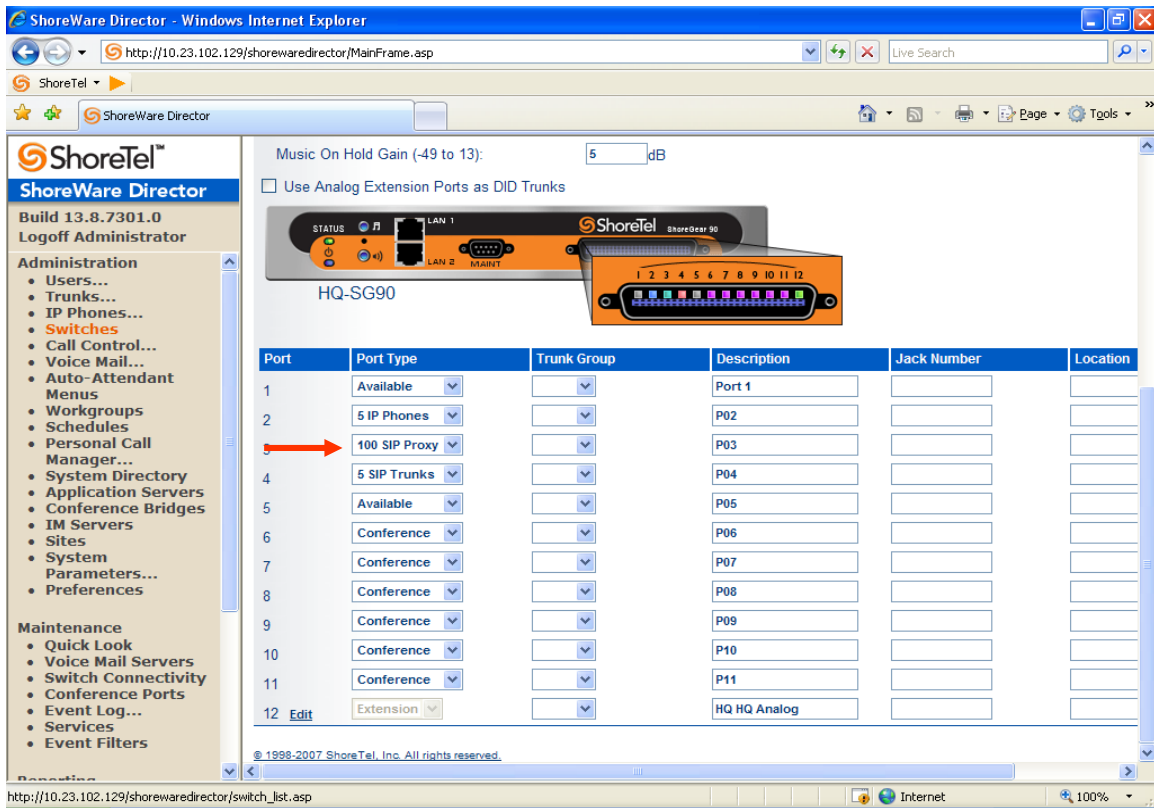 ShoreWare Director - Windows Internet Explorer
http://10.23.102.129/shorewaredirector/MainFrame.asp
Live Search
ShoreTel
ShoreWare Director
Page
Tools
»
ShoreTel™
ShoreWare Director
Build 13.8.7301.0
Logoff Administrator
Administration
• Users...
• Trunks...
• IP Phones...
• Switches
• Call Control...
• Voice Mail...
• Auto-Attendant
Menus
• Workgroups
• Schedules
• Personal Call
Manager...
• System Directory
• Application Servers
• Conference Bridges
• IM Servers
• Sites
• System
Parameters...
• Preferences
Maintenance
• Quick Look
• Voice Mail Servers
• Switch Connectivity
• Conference Ports
• Event Log...
• Services
• Event Filters
Music On Hold Gain (-49 to 13): 5 dB
Use Analog Extension Ports as DID Trunks
STATUS
LAN 1
LAN 2
MAINT
ShoreTel ShoreGear 90
1 2 3 4 5 6 7 8 9 10 11 12
HQ-SG90
Port Port Type Trunk Group Description Jack Number Location
1 Available Port 1
2 5 IP Phones P02
100 SIP Proxy P03
4 5 SIP Trunks P04
5 Available P05
6 Conference P06
7 Conference P07
8 Conference P08
9 Conference P09
10 Conference P10
11 Conference P11
12 Edit Extension HQ HQ Analog
© 1998-2007 ShoreTel, Inc. All rights reserved.
http://10.23.102.129/shorewaredirector/switch_list.asp
Internet
100%